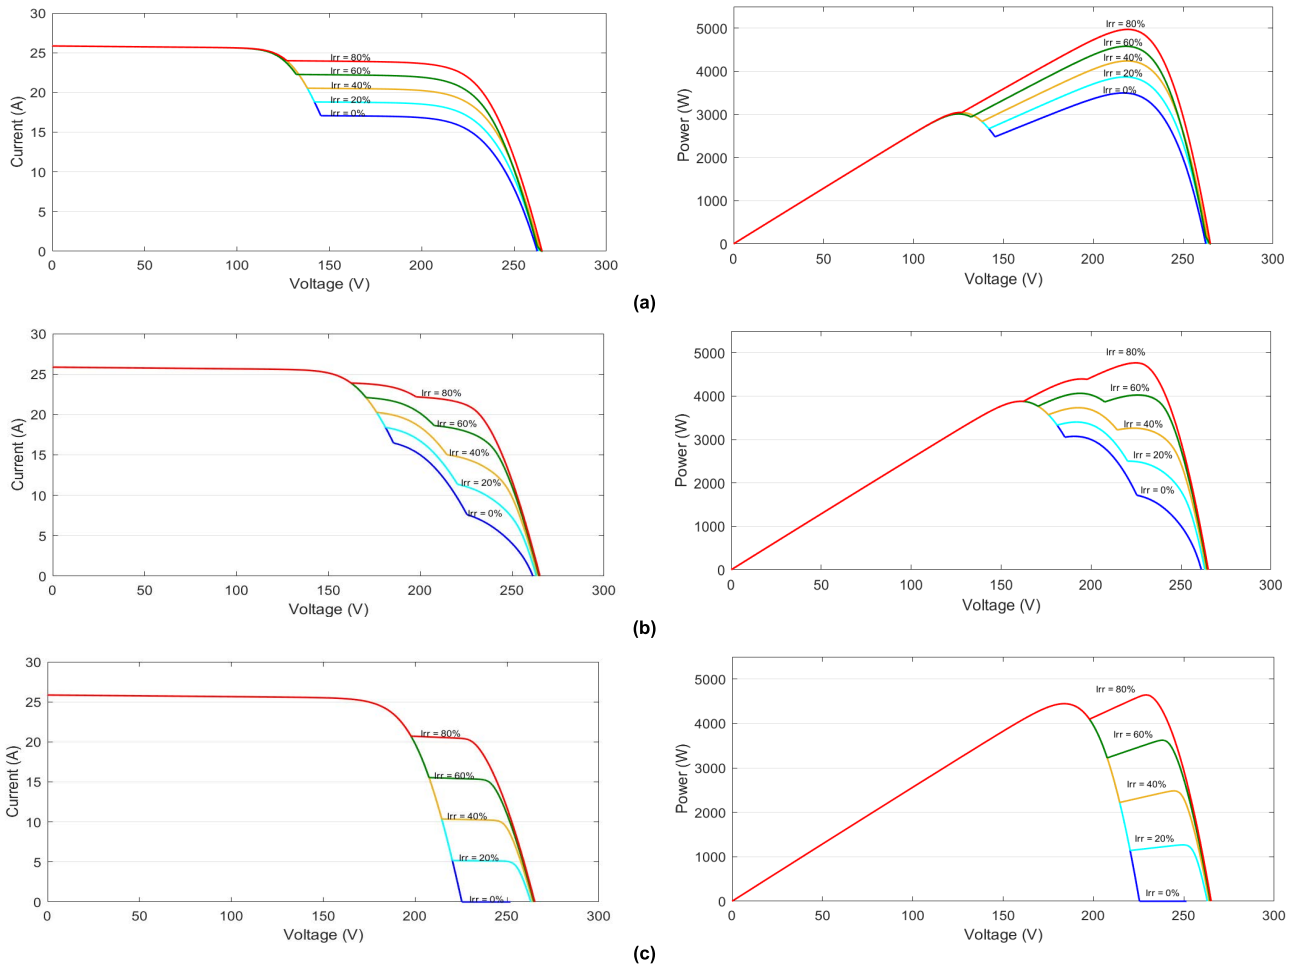 30
25
20
15
10
5
0
Current (A)
Irr = 80%
Irr = 60%
Irr = 40%
Irr = 20%
Irr = 0%
0 50 100 150 200 250 300
Voltage (V)
5000
4000
3000
2000
1000
0
Power (W)
Irr = 80%
Irr = 60%
Irr = 40%
Irr = 20%
Irr = 0%
0 50 100 150 200 250 300
Voltage (V)
(a)
30
25
20
15
10
5
0
Current (A)
Irr = 80%
Irr = 60%
Irr = 40%
Irr = 20%
Irr = 0%
0 50 100 150 200 250 300
Voltage (V)
5000
4000
3000
2000
1000
0
Power (W)
Irr = 80%
Irr = 60%
Irr = 40%
Irr = 20%
Irr = 0%
0 50 100 150 200 250 300
Voltage (V)
(b)
30
25
20
15
10
5
0
Current (A)
Irr = 80%
Irr = 60%
Irr = 40%
Irr = 20%
Irr = 0%
0 50 100 150 200 250 300
Voltage (V)
5000
4000
3000
2000
1000
0
Power (W)
Irr = 80%
Irr = 60%
Irr = 40%
Irr = 20%
Irr = 0%
0 50 100 150 200 250 300
Voltage (V)
(c)